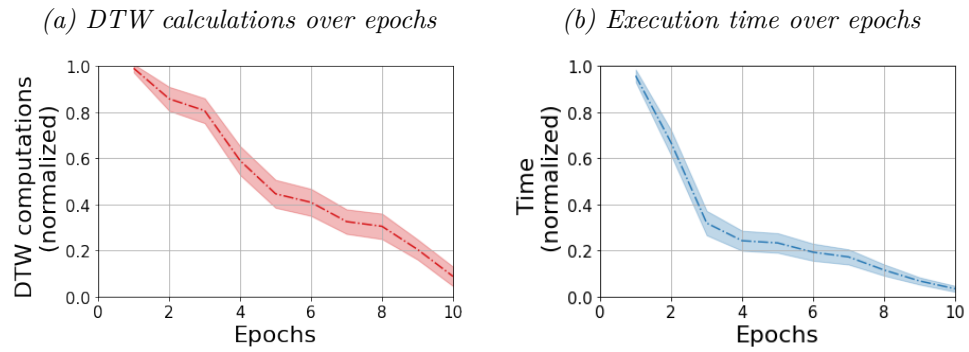 (a) DTW calculations over epochs
DTW computations
(normalized)
1.0
0.8
0.6
0.4
0.2
0.0
0 2 4 6 8 10
Epochs
(b) Execution time over epochs
Time
(normalized)
1.0
0.8
0.6
0.4
0.2
0.0
0 2 4 6 8 10
Epochs